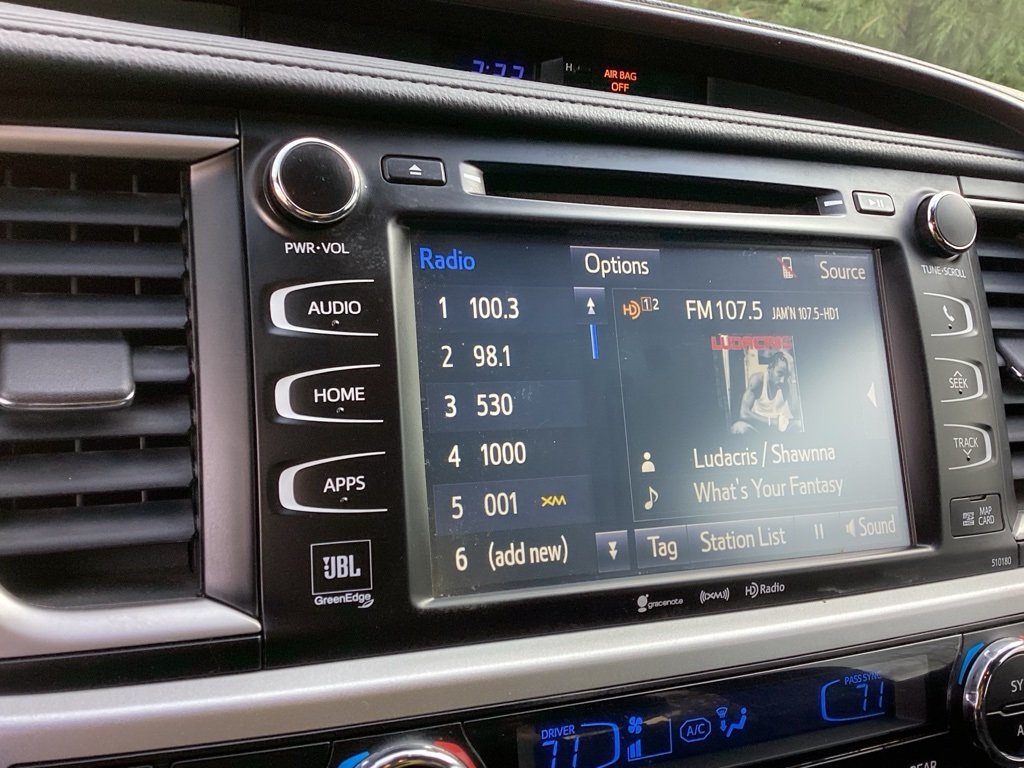 H
AIR BAG
OFF
PWR•VOL
TUNE•SCROLL
Radio
Options
Source
AUDIO
HOME
APPS
1 100.3
2 98.1
3 530
4 1000
5 001 XM
6 (add new)
HD 1 2
FM 107.5 JAM'N 107.5-HD1
LUDACRIS
Ludacris / Shawnna
What's Your Fantasy
Tag Station List Sound
SEEK
TRACK
MAP
CARD
510180
JBL
GreenEdge
gracenote
((XM))
HD Radio
DRIVER
A/C
PASS SYNC
71
SY
A
REAR